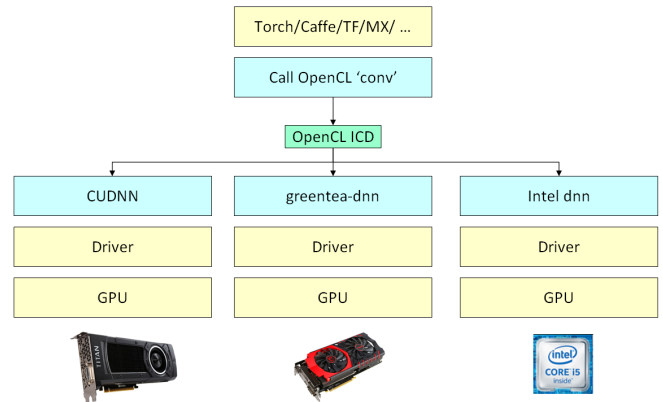 Torch/Caffe/TF/MX/ ...
Call OpenCL ‘conv’
OpenCL ICD
CUDNN
greentea-dnn
Intel dnn
Driver
Driver
Driver
GPU
GPU
GPU
TITAN
intel
CORE i5
inside™